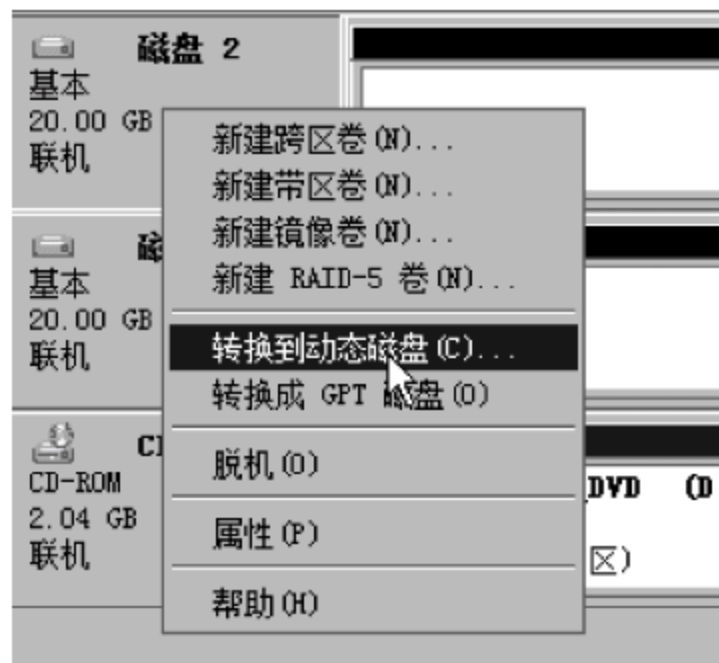 磁盘 2
基本
20.00 GB
联机
新建跨区卷(N)...
新建带区卷(N)...
新建镜像卷(N)...
新建 RAID-5 卷(N)...
转换到动态磁盘(C)...
转换成 GPT 磁盘(O)
脱机(O)
属性(P)
帮助(H)
基本
20.00 GB
联机
CD-ROM
2.04 GB
联机
DVD (D
区)